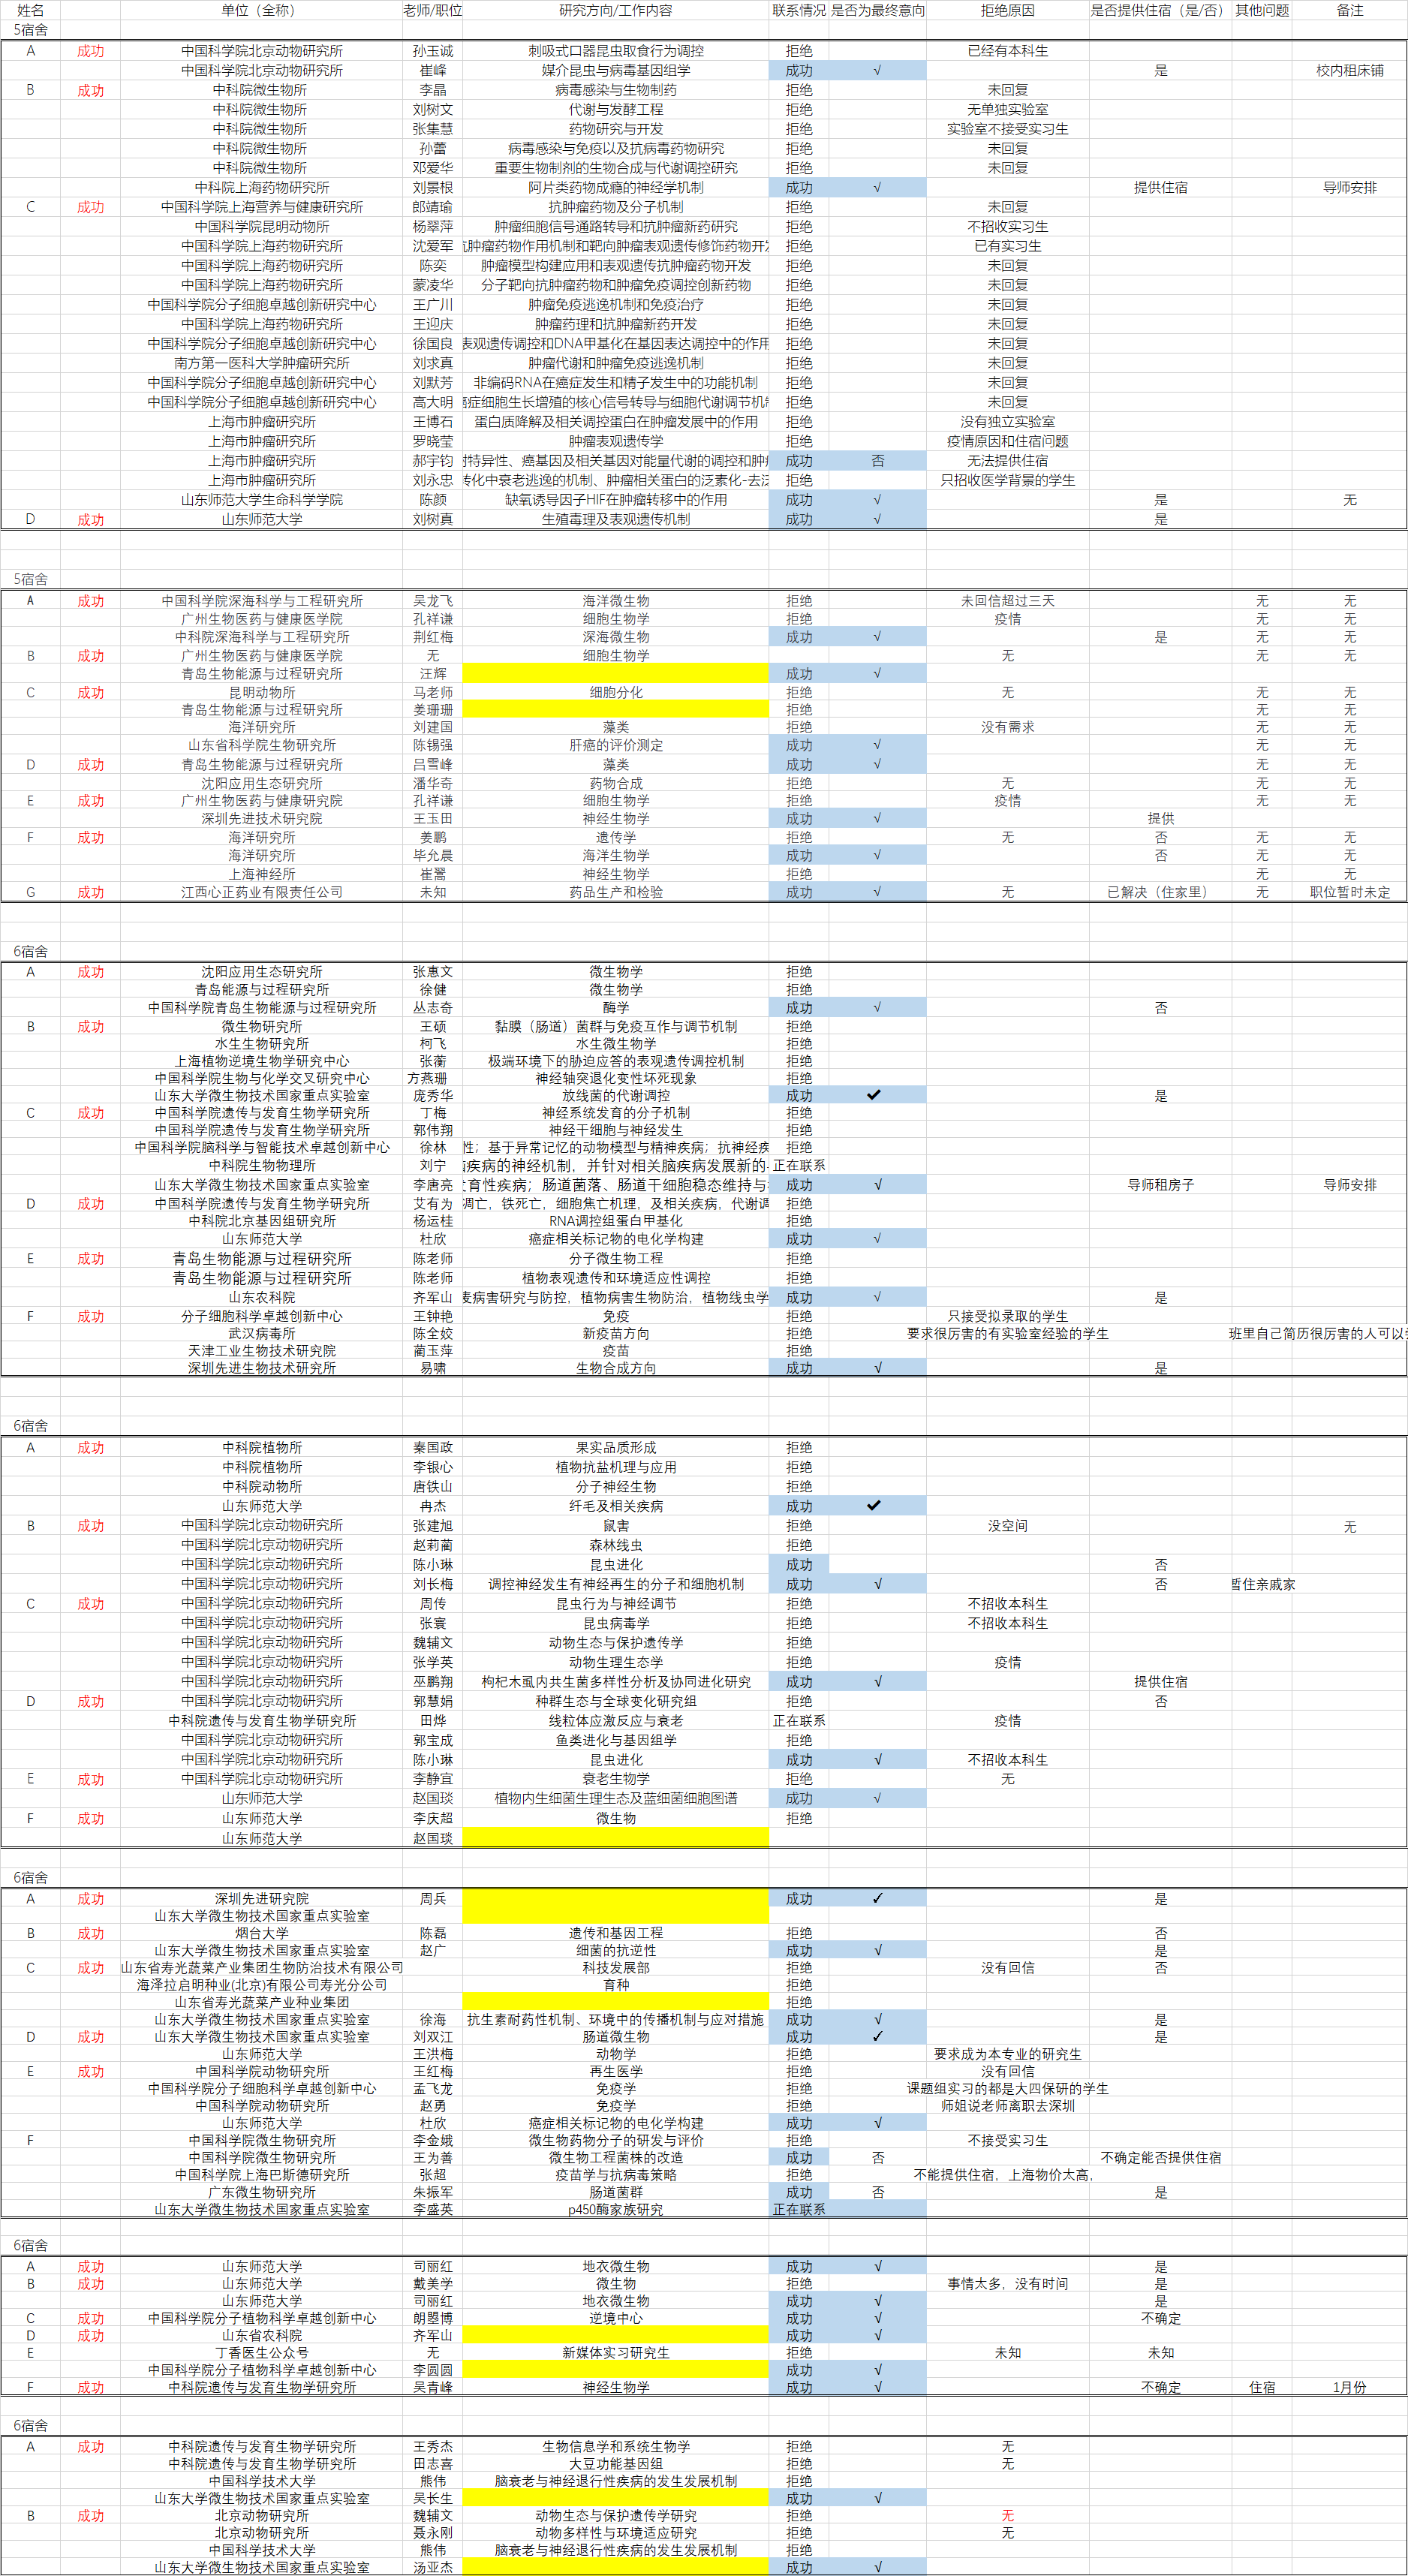 姓名 单位（全称） 老师/职位 研究方向/工作内容 联系情况 是否为最终意向 拒绝原因 是否提供住宿（是/否） 其他问题 备注
5宿舍
A 成功 中国科学院北京动物研究所 孙玉诚 刺吸式口器昆虫取食行为调控 拒绝 已经有本科生
中国科学院北京动物研究所 崔峰 媒介昆虫与病毒基因组学 成功 √ 是 校内租床铺
B 成功 中科院微生物所 李晶 病毒感染与生物制药 拒绝 未回复
中科院微生物所 刘树文 代谢与发酵工程 拒绝 无单独实验室
中科院微生物所 张集慧 药物研究与开发 拒绝 实验室不接受实习生
中科院微生物所 孙蕾 病毒感染与免疫以及抗病毒药物研究 拒绝 未回复
中科院微生物所 邓爱华 重要生物制剂的生物合成与代谢调控研究 拒绝 未回复
中科院上海药物研究所 刘景根 阿片类药物成瘾的神经学机制 成功 √ 提供住宿 导师安排
C 成功 中国科学院上海营养与健康研究所 郎靖瑜 抗肿瘤药物及分子机制 拒绝 未回复
中国科学院昆明动物所 杨翠萍 肿瘤细胞信号通路转导和抗肿瘤新药研究 拒绝 不招收实习生
中国科学院上海药物研究所 沈爱军 肿瘤药物作用机制和靶向肿瘤表观遗传修饰药物开 拒绝 已有实习生
中国科学院上海药物研究所 陈奕 肿瘤模型构建应用和表观遗传抗肿瘤药物开发 拒绝 未回复
中国科学院上海药物研究所 蒙凌华 分子靶向抗肿瘤药物和肿瘤免疫调控创新药物 拒绝 未回复
中国科学院分子细胞卓越创新研究中心 王广川 肿瘤免疫逃逸机制和免疫治疗 拒绝 未回复
中国科学院上海药物研究所 王迎庆 肿瘤药理和抗肿瘤新药开发 拒绝 未回复
中国科学院分子细胞卓越创新研究中心 徐国良 表观遗传调控和DNA甲基化在基因表达调控中的作用 拒绝 未回复
南方第一医科大学肿瘤研究所 刘求真 肿瘤代谢和肿瘤免疫逃逸机制 拒绝 未回复
中国科学院分子细胞卓越创新研究中心 刘默芳 非编码RNA在癌症发生和精子发生中的功能机制 拒绝 未回复
中国科学院分子细胞卓越创新研究中心 高大明 症细胞生长增殖的核心信号转导与细胞代谢调节机 拒绝 未回复
上海市肿瘤研究所 王博石 蛋白质降解及相关调控蛋白在肿瘤发展中的作用 拒绝 没有独立实验室
上海市肿瘤研究所 罗晓莹 肿瘤表观遗传学 拒绝 疫情原因和住宿问题
上海市肿瘤研究所 郝宇钧 特异性、癌基因及相关基因对能量代谢的调控和肿 成功 否 无法提供住宿
上海市肿瘤研究所 刘永忠 转化中衰老逃逸的机制、肿瘤相关蛋白的泛素化-去泛 拒绝 只招收医学背景的学生
山东师范大学生命科学学院 陈颜 缺氧诱导因子HIF在肿瘤转移中的作用 成功 √ 是 无
D 成功 山东师范大学 刘树真 生殖毒理及表观遗传机制 成功 √ 是
5宿舍
A 成功 中国科学院深海科学与工程研究所 吴龙飞 海洋微生物 拒绝 未回信超过三天 无 无
广州生物医药与健康医学院 孔祥谦 细胞生物学 拒绝 疫情 无 无
中科院深海科学与工程研究所 荆红梅 深海微生物 成功 √ 是 无 无
B 成功 广州生物医药与健康医学院 无 细胞生物学 无 无 无
青岛生物能源与过程研究所 汪辉 成功 √
C 成功 昆明动物所 马老师 细胞分化 拒绝 无 无 无
青岛生物能源与过程研究所 姜珊珊 拒绝 无 无
海洋研究所 刘建国 藻类 拒绝 没有需求 无 无
山东省科学院生物研究所 陈锡强 肝癌的评价测定 成功 √ 无 无
D 成功 青岛生物能源与过程研究所 吕雪峰 藻类 成功 √ 无 无
沈阳应用生态研究所 潘华奇 药物合成 拒绝 无 无 无
E 成功 广州生物医药与健康研究院 孔祥谦 细胞生物学 拒绝 疫情 无 无
深圳先进技术研究院 王玉田 神经生物学 成功 √ 提供
F 成功 海洋研究所 姜鹏 遗传学 拒绝 无 否 无 无
海洋研究所 毕允晨 海洋生物学 成功 √ 否 无 无
上海神经所 崔翯 神经生物学 拒绝 无 无
G 成功 江西心正药业有限责任公司 未知 药品生产和检验 成功 √ 无 已解决（住家里） 无 职位暂时未定
6宿舍
A 成功 沈阳应用生态研究所 张惠文 微生物学 拒绝
青岛能源与过程研究所 徐健 微生物学 拒绝
中国科学院青岛生物能源与过程研究所 丛志奇 酶学 成功 √ 否
B 成功 微生物研究所 王硕 黏膜（肠道）菌群与免疫互作与调节机制 拒绝
水生生物研究所 柯飞 水生微生物学 拒绝
上海植物逆境生物学研究中心 张蘅 极端环境下的胁迫应答的表观遗传调控机制 拒绝
中国科学院生物与化学交叉研究中心 方燕珊 神经轴突退化变性坏死现象 拒绝
山东大学微生物技术国家重点实验室 庞秀华 放线菌的代谢调控 成功 ✔ 是
C 成功 中国科学院遗传与发育生物学研究所 丁梅 神经系统发育的分子机制 拒绝
中国科学院遗传与发育生物学研究所 郭伟翔 神经干细胞与神经发生 拒绝
中国科学院脑科学与智能技术卓越创新中心 徐林 性；基于异常记忆的动物模型与精神疾病；抗神经疾 拒绝
中科院生物物理所 刘宁 疾病的神经机制，并针对相关脑疾病发展新的 正在联系
山东大学微生物技术国家重点实验室 李唐亮 育性疾病；肠道菌落、肠道干细胞稳态维持与 成功 √ 导师租房子 导师安排
D 成功 中国科学院遗传与发育生物学研究所 艾有为 凋亡，铁死亡，细胞焦亡机理，及相关疾病，代谢调 拒绝
中科院北京基因组研究所 杨运桂 RNA调控组蛋白甲基化 拒绝
山东师范大学 杜欣 癌症相关标记物的电化学构建 成功 √
E 成功 青岛生物能源与过程研究所 陈老师 分子微生物工程 拒绝
青岛生物能源与过程研究所 陈老师 植物表观遗传和环境适应性调控 拒绝
山东农科院 齐军山 病害研究与防控，植物病害生物防治，植物线虫学 成功 √ 是
F 成功 分子细胞科学卓越创新中心 王钟艳 免疫 拒绝 只接受拟录取的学生
武汉病毒所 陈全姣 新疫苗方向 拒绝 要求很厉害的有实验室经验的学生 班里自己简历很厉害的人可以
天津工业生物技术研究院 蔺玉萍 疫苗 拒绝
深圳先进生物技术研究所 易啸 生物合成方向 成功 √ 是
6宿舍
A 成功 中科院植物所 秦国政 果实品质形成 拒绝
中科院植物所 李银心 植物抗盐机理与应用 拒绝
中科院动物所 唐铁山 分子神经生物 拒绝
山东师范大学 冉杰 纤毛及相关疾病 成功 ✔
B 成功 中国科学院北京动物研究所 张建旭 鼠害 拒绝 没空间 无
中国科学院北京动物研究所 赵莉蔺 森林线虫 拒绝
中国科学院北京动物研究所 陈小琳 昆虫进化 成功 否
中国科学院北京动物研究所 刘长梅 调控神经发生有神经再生的分子和细胞机制 成功 √ 否 暂住亲戚家
C 成功 中国科学院北京动物研究所 周传 昆虫行为与神经调节 拒绝 不招收本科生
中国科学院北京动物研究所 张寰 昆虫病毒学 拒绝 不招收本科生
中国科学院北京动物研究所 魏辅文 动物生态与保护遗传学 拒绝
中国科学院北京动物研究所 张学英 动物生理生态学 拒绝 疫情
中国科学院北京动物研究所 巫鹏翔 枸杞木虱内共生菌多样性分析及协同进化研究 成功 √ 提供住宿
D 成功 中国科学院北京动物研究所 郭慧娟 种群生态与全球变化研究组 拒绝 否
中科院遗传与发育生物学研究所 田烨 线粒体应激反应与衰老 正在联系 疫情
中国科学院北京动物研究所 郭宝成 鱼类进化与基因组学 拒绝
中国科学院北京动物研究所 陈小琳 昆虫进化 成功 √ 不招收本科生
E 成功 中国科学院北京动物研究所 李静宜 衰老生物学 拒绝 无
山东师范大学 赵国琰 植物内生细菌生理生态及蓝细菌细胞图谱 成功 √
F 成功 山东师范大学 李庆超 微生物 拒绝
山东师范大学 赵国琰
6宿舍
A 成功 深圳先进研究院 周兵 成功 ✓ 是
山东大学微生物技术国家重点实验室
B 成功 烟台大学 陈磊 遗传和基因工程 拒绝 否
山东大学微生物技术国家重点实验室 赵广 细菌的抗逆性 成功 √ 是
C 成功 山东省寿光蔬菜产业集团生物防治技术有限公司 科技发展部 拒绝 没有回信 否
海泽拉启明种业(北京)有限公司寿光分公司 育种 拒绝
山东省寿光蔬菜产业种业集团 拒绝
山东大学微生物技术国家重点实验室 徐海 抗生素耐药性机制、环境中的传播机制与应对措施 成功 √ 是
D 成功 山东大学微生物技术国家重点实验室 刘双江 肠道微生物 成功 ✓ 是
山东师范大学 王洪梅 动物学 拒绝 要求成为本专业的研究生
E 成功 中国科学院动物研究所 王红梅 再生医学 拒绝 没有回信
中国科学院分子细胞科学卓越创新中心 孟飞龙 免疫学 拒绝 课题组实习的都是大四保研的学生
中国科学院动物研究所 赵勇 免疫学 拒绝 师姐说老师离职去深圳
山东师范大学 杜欣 癌症相关标记物的电化学构建 成功 √
F 中国科学院微生物研究所 李金娥 微生物药物分子的研发与评价 拒绝 不接受实习生
中国科学院微生物研究所 王为善 微生物工程菌株的改造 成功 否 不确定能否提供住宿
中国科学院上海巴斯德研究所 张超 疫苗学与抗病毒策略 拒绝 不能提供住宿，上海物价太高，
广东微生物研究所 朱振军 肠道菌群 成功 否 是
山东大学微生物技术国家重点实验室 李盛英 p450酶家族研究 正在联系
6宿舍
A 成功 山东师范大学 司丽红 地衣微生物 成功 √ 是
B 成功 山东师范大学 戴美学 微生物 拒绝 事情太多，没有时间 是
山东师范大学 司丽红 地衣微生物 成功 √ 是
C 成功 中国科学院分子植物科学卓越创新中心 朗曌博 逆境中心 成功 √ 不确定
D 成功 山东省农科院 齐军山 成功 √
E 丁香医生公众号 无 新媒体实习研究生 拒绝 未知 未知
中国科学院分子植物科学卓越创新中心 李圆圆 成功 √
F 成功 中科院遗传与发育生物学研究所 吴青峰 神经生物学 成功 √ 不确定 住宿 1月份
6宿舍
A 成功 中科院遗传与发育生物学研究所 王秀杰 生物信息学和系统生物学 拒绝 无
中科院遗传与发育生物学研究所 田志喜 大豆功能基因组 拒绝 无
中国科学技术大学 熊伟 脑衰老与神经退行性疾病的发生发展机制 拒绝
山东大学微生物技术国家重点实验室 吴长生 成功 √
B 成功 北京动物研究所 魏辅文 动物生态与保护遗传学研究 拒绝 无
北京动物研究所 聂永刚 动物多样性与环境适应研究 拒绝 无
中国科学技术大学 熊伟 脑衰老与神经退行性疾病的发生发展机制 拒绝
山东大学微生物技术国家重点实验室 汤亚杰 成功 √